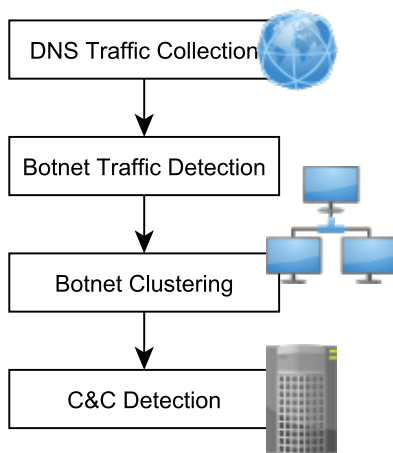 DNS Traffic Collection
Botnet Traffic Detection
Botnet Clustering
C&C Detection